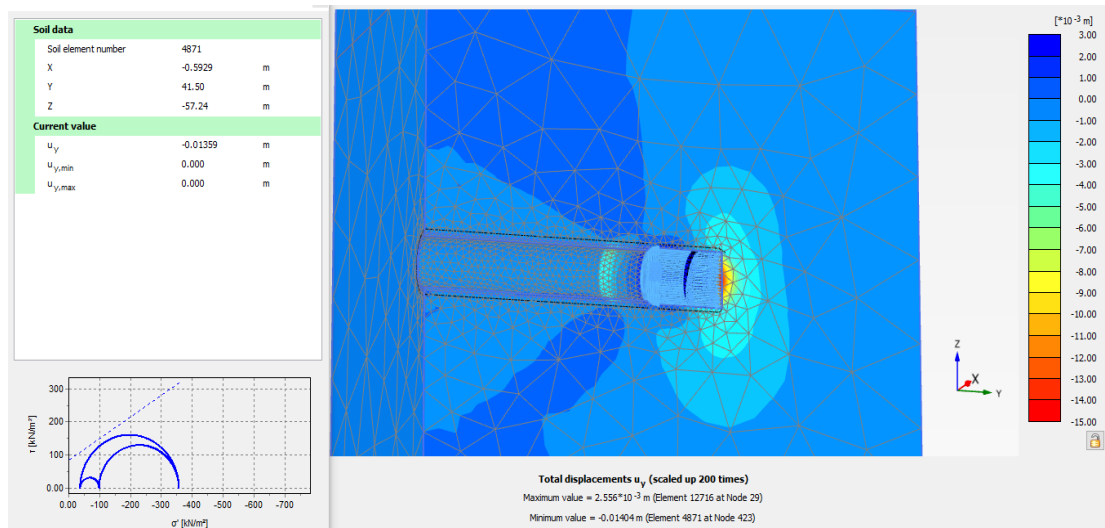 Soil data
Soil element number 4871
X -0.5929 m
Y 41.50 m
Z -57.24 m
Current value
u y -0.01359 m
u y,min 0.000 m
u y,max 0.000 m
300
200
100
0.00
0.00 -100 -200 -300 -400 -500 -600 -700
τ [kN/m²]
σ' [kN/m²]
[*10 -3 m]
3.00
2.00
1.00
0.00
-1.00
-2.00
-3.00
-4.00
-5.00
-6.00
-7.00
-8.00
-9.00
-10.00
-11.00
-12.00
-13.00
-14.00
-15.00
Z
X
Y
Total displacements u y (scaled up 200 times)
Maximum value = 2.556*10 -3 m (Element 12716 at Node 29)
Minimum value = -0.01404 m (Element 4871 at Node 423)